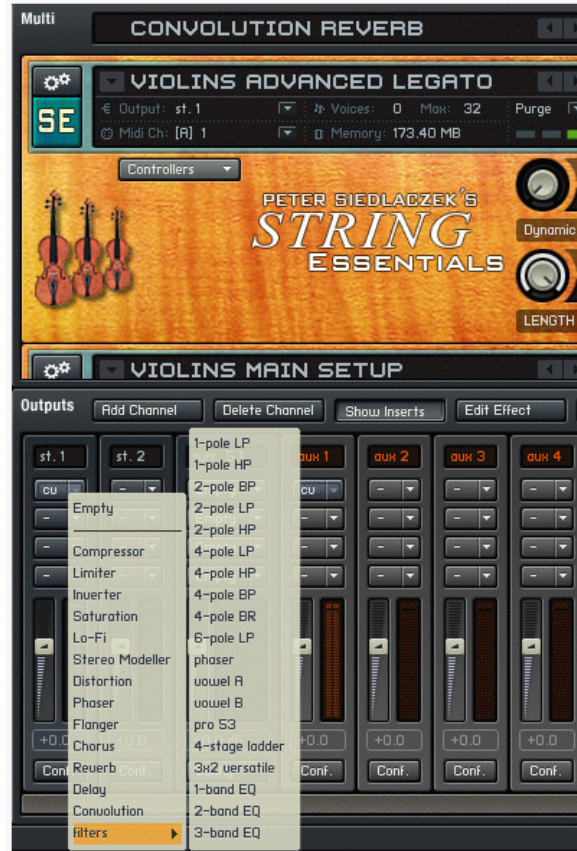 Multi
CONVOLUTION REVERB
VIOLINS ADVANCED LEGATO
SE
Output: st. 1
Voices: 0 Max: 32
Purge
Midi Ch: [A] 1
Memory: 173.40 MB
Controllers
PETER SIEDLACZEK'S
STRING
ESSENTIALS
Dynamic
LENGTH
VIOLINS MAIN SETUP
Outputs
Add Channel
Delete Channel
Show Inserts
Edit Effect
st. 1
st. 2
aux 1
aux 2
aux 3
aux 4
cu
-
cu
-
-
-
Empty
Compressor
Limiter
Inverter
Saturation
Lo-Fi
Stereo Modeller
Distortion
Phaser
Flanger
Chorus
Reverb
Delay
Convolution
filters
1-pole LP
1-pole HP
2-pole BP
2-pole LP
2-pole HP
4-pole LP
4-pole HP
4-pole BP
4-pole BR
6-pole LP
phaser
vowel A
vowel B
pro 53
4-stage ladder
3x2 versatile
1-band EQ
2-band EQ
3-band EQ
+0.0
+0.0
+0.0
+0.0
Conf.
Conf.
Conf.
Conf.